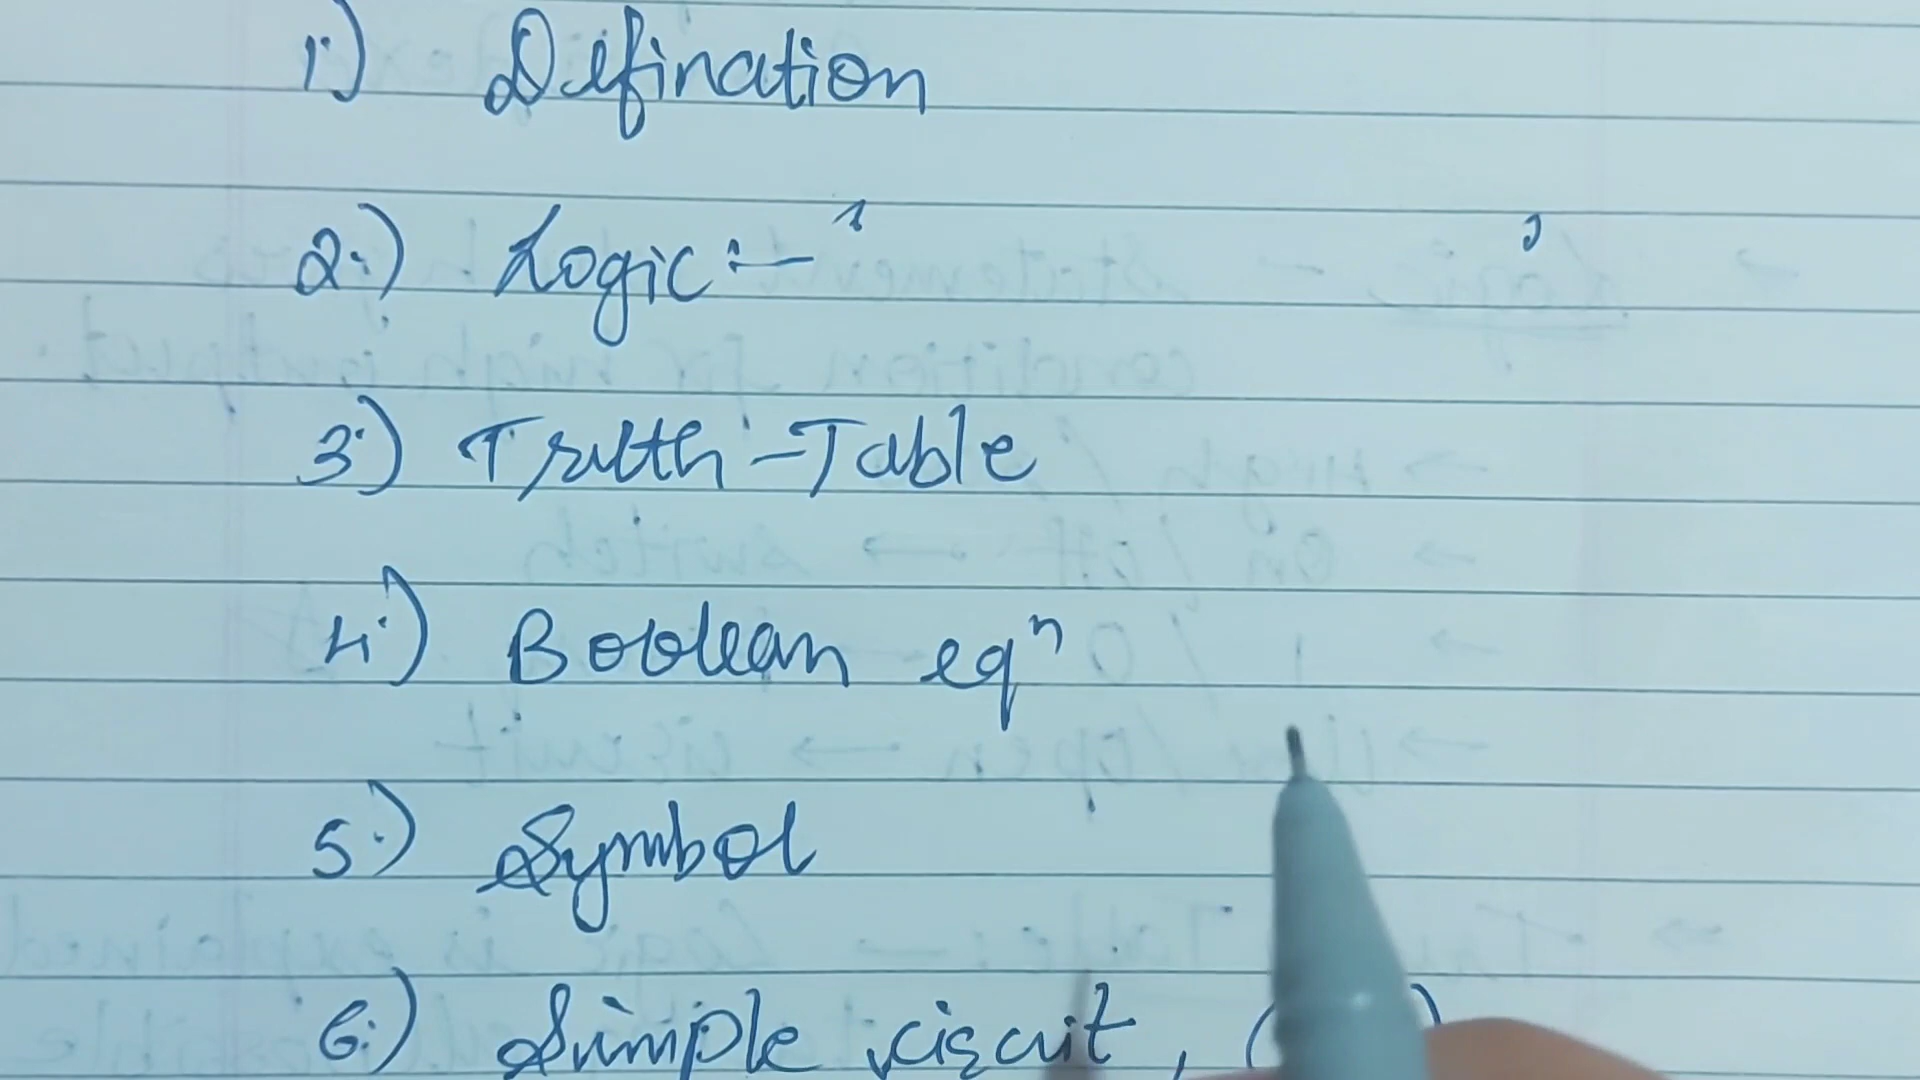 1.) Defination
2.) Logic :-
3.) Truth-Table
4.) Boolean eqⁿ
5.) Symbol
6.) Simple circuit, (